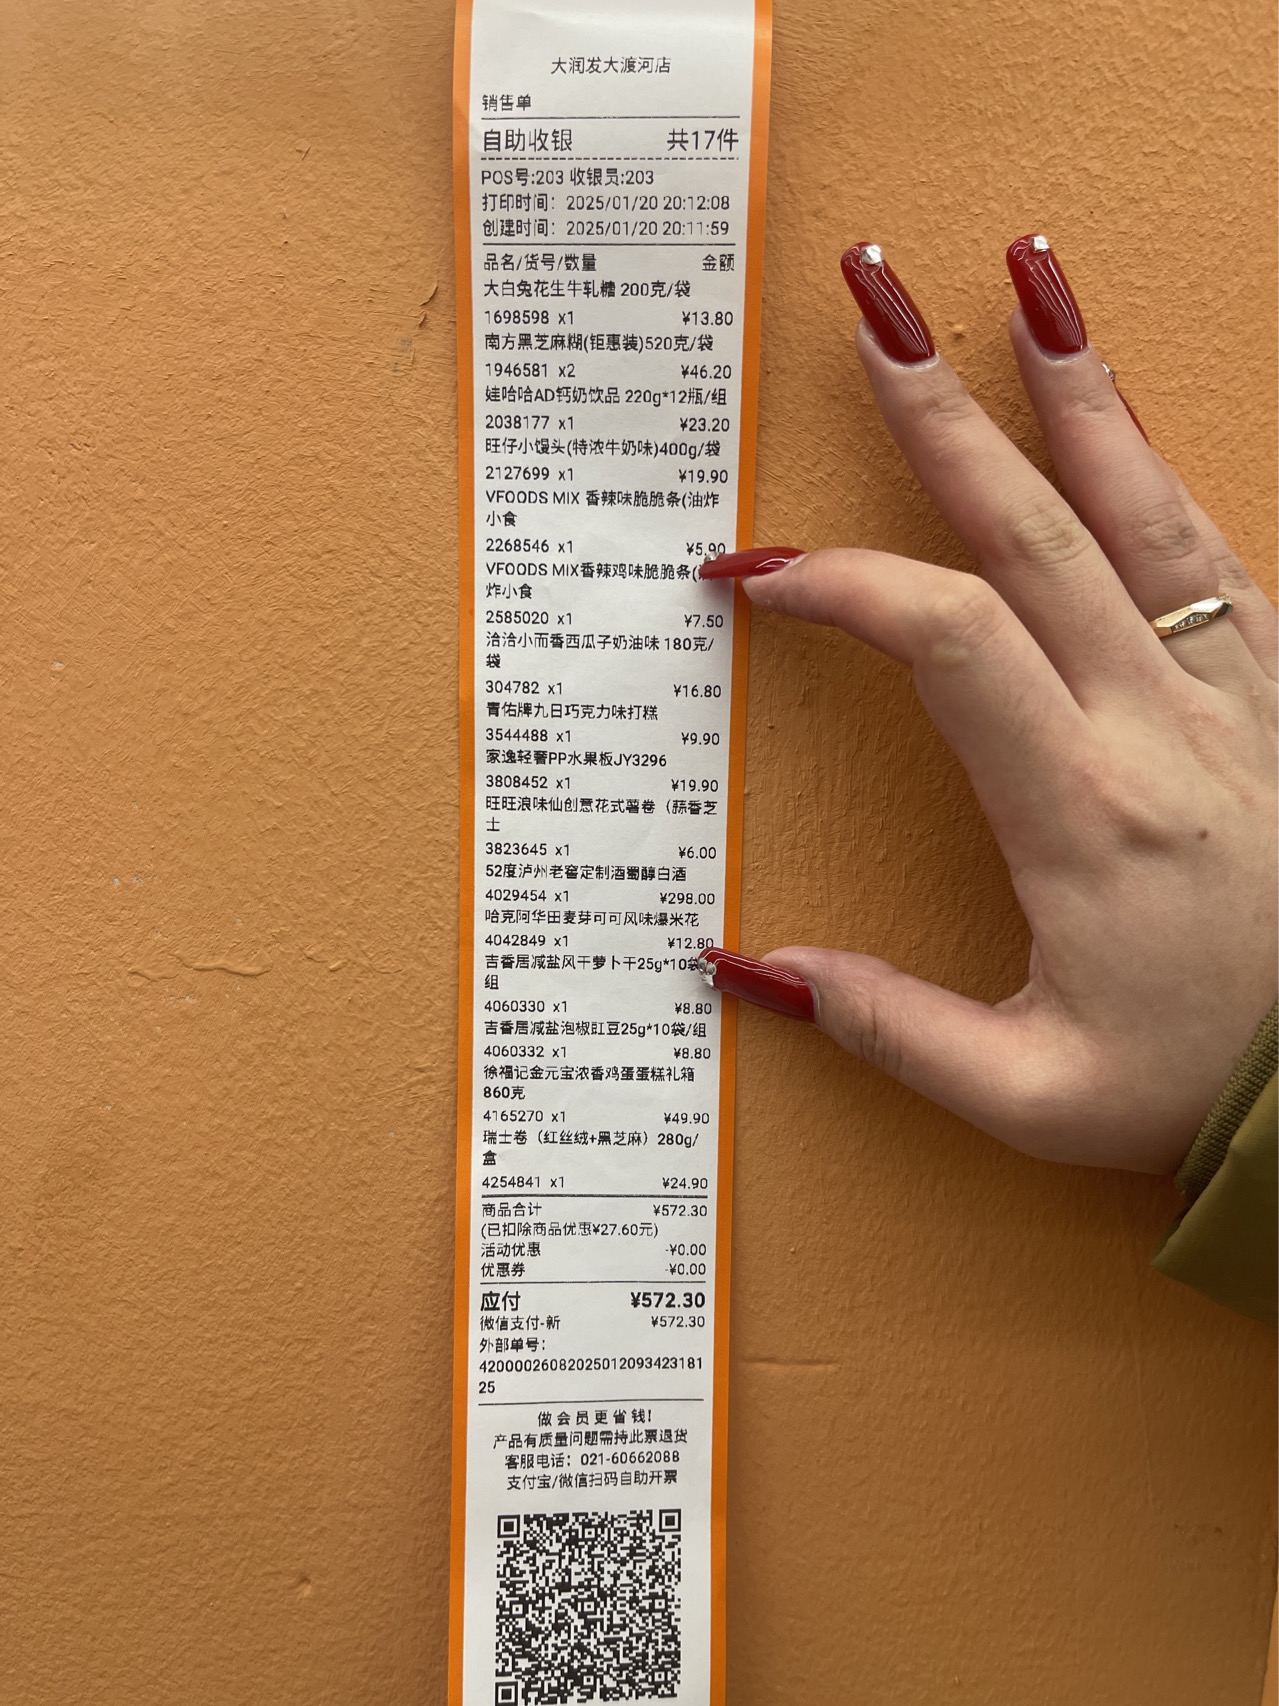 大润发大渡河店
销售单
自助收银 共17件
POS号:203 收银员:203
打印时间: 2025/01/20 20:12:08
创建时间: 2025/01/20 20:11:59
品名/货号/数量 金额
大白兔花生牛轧糖 200克/袋
1698598 x1 ¥13.80
南方黑芝麻糊(钜惠装)520克/袋
1946581 x2 ¥46.20
娃哈哈AD钙奶饮品 220g*12瓶/组
2038177 x1 ¥23.20
旺仔小馒头(特浓牛奶味)400g/袋
2127699 x1 ¥19.90
VFOODS MIX 香辣味脆脆条(油炸
小食
2268546 x1 ¥5.90
VFOODS MIX香辣鸡味脆脆条(
炸小食
2585020 x1 ¥7.50
洽洽小而香西瓜子奶油味 180克/
袋
304782 x1 ¥16.80
青佑牌九日巧克力味打糕
3544488 x1 ¥9.90
家逸轻奢PP水果板JY3296
3808452 x1 ¥19.90
旺旺浪味仙创意花式薯卷（蒜香芝
士
3823645 x1 ¥6.00
52度泸州老窖定制酒蜀醇白酒
4029454 x1 ¥298.00
哈克阿华田麦芽可可风味爆米花
4042849 x1 ¥12.80
吉香居减盐风干萝卜干25g*10袋
组
4060330 x1 ¥8.80
吉香居减盐泡椒豇豆25g*10袋/组
4060332 x1 ¥8.80
徐福记金元宝浓香鸡蛋蛋糕礼箱
860克
4165270 x1 ¥49.90
瑞士卷（红丝绒+黑芝麻）280g/
盒
4254841 x1 ¥24.90
商品合计 ¥572.30
(已扣除商品优惠¥27.60元)
活动优惠 -¥0.00
优惠券 -¥0.00
应付 ¥572.30
微信支付-新 ¥572.30
外部单号:
42000026082025012093423181
25
做会员更省钱!
产品有质量问题需持此票退货
客服电话: 021-60662088
支付宝/微信扫码自助开票